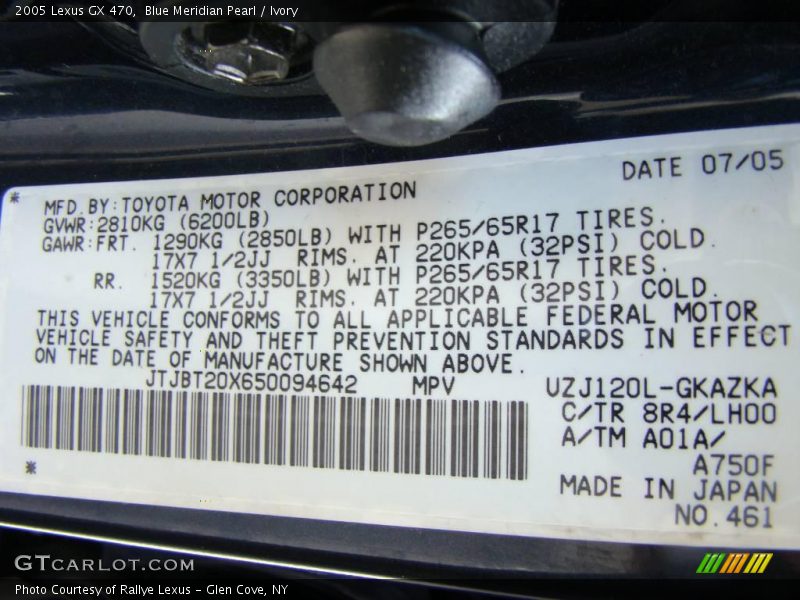 2005 Lexus GX 470, Blue Meridian Pearl / Ivory
DATE 07/05
* MFD.BY:TOYOTA MOTOR CORPORATION
GVWR:2810KG (6200LB)
GAWR:FRT. 1290KG (2850LB) WITH P265/65R17 TIRES.
17X7 1/2JJ RIMS. AT 220KPA (32PSI) COLD.
RR. 1520KG (3350LB) WITH P265/65R17 TIRES.
17X7 1/2JJ RIMS. AT 220KPA (32PSI) COLD.
THIS VEHICLE CONFORMS TO ALL APPLICABLE FEDERAL MOTOR
VEHICLE SAFETY AND THEFT PREVENTION STANDARDS IN EFFECT
ON THE DATE OF MANUFACTURE SHOWN ABOVE.
JTJBT20X650094642 MPV UZJ120L-GKAZKA
C/TR 8R4/LH00
A/TM A01A/
A750F
*
MADE IN JAPAN
NO.461
GTCARLOT.COM
Photo Courtesy of Rallye Lexus - Glen Cove, NY